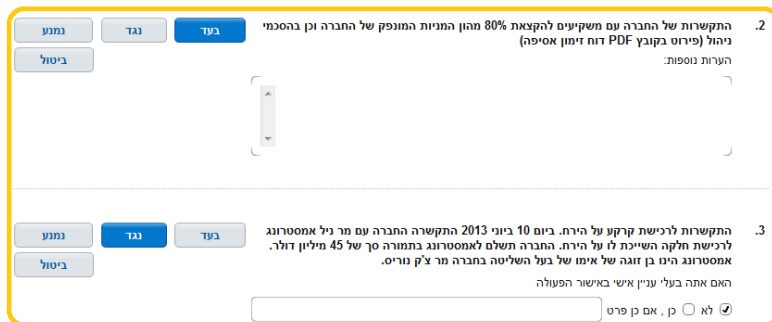 2. התקשרות של החברה עם משקיעים להקצאת 80% מהון המניות המונפק של החברה וכן בהסכמי
ניהול (פירוט בקובץ PDF דוח זימון אסיפה)
בעד נגד נמנע
ביטול
הערות נוספות:
3. התקשרות לרכישת קרקע על הירח. ביום 10 ביוני 2013 התקשרה החברה עם מר ניל אמסטרונג
לרכישת חלקה השייכת לו על הירח. החברה תשלם לאמסטרונג בתמורה סך של 45 מיליון דולר.
אמסטרונג הינו בן זוגה של אימו של בעל השליטה בחברה מר צ'ק נוריס.
בעד נגד נמנע
ביטול
האם אתה בעלי עניין אישי באישור הפעולה
לא כן , אם כן פרט